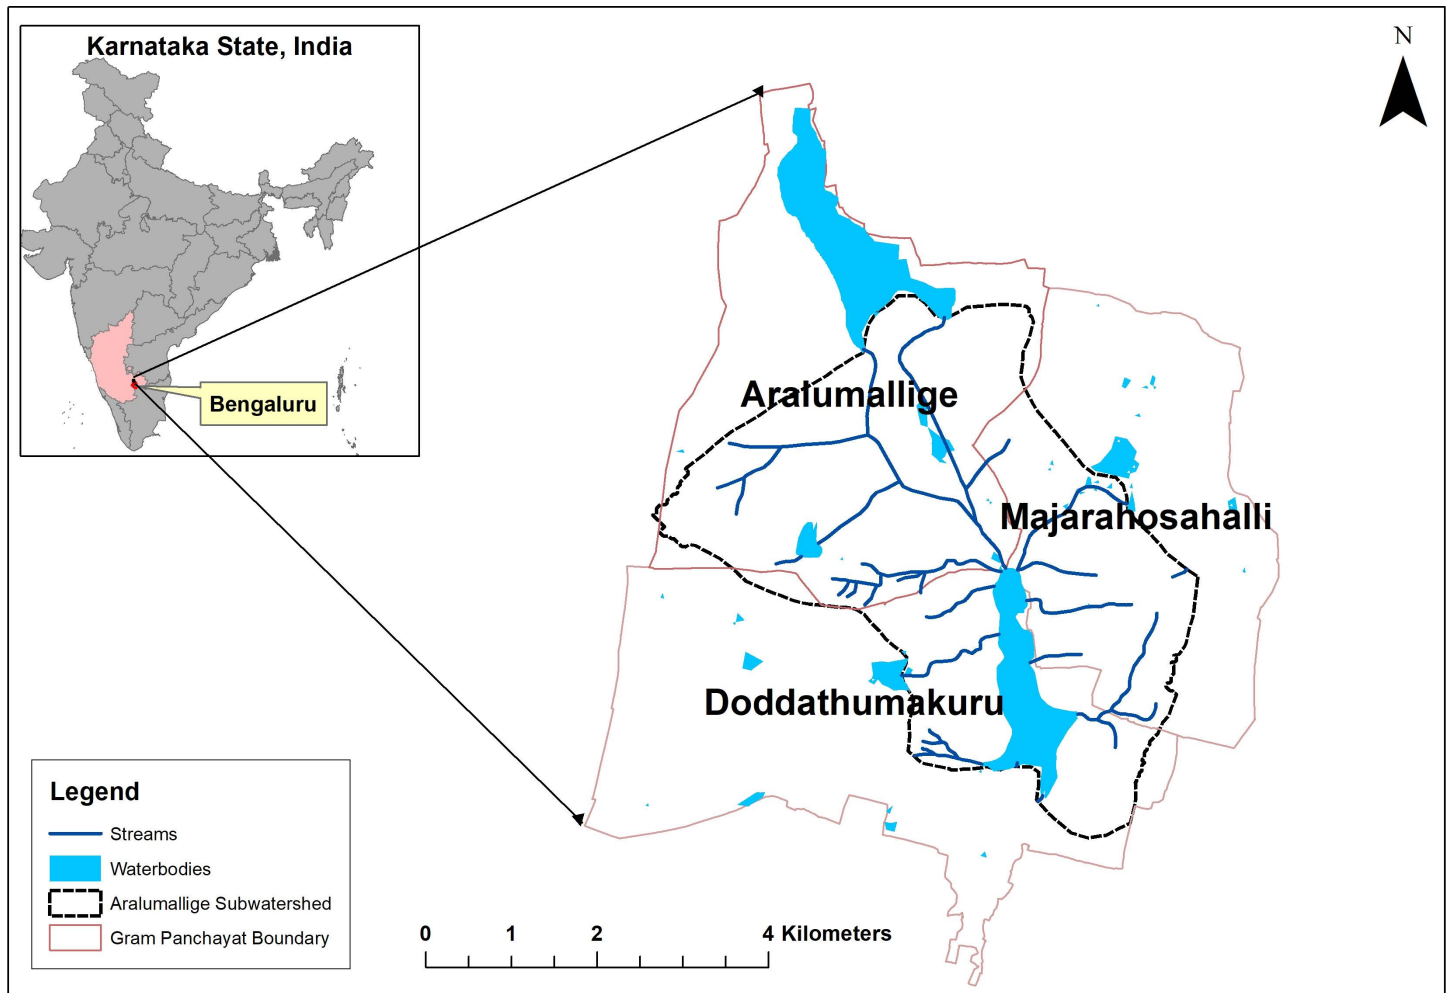 Karnataka State, India
N
Bengaluru
Aralumallige
Majarahosahalli
Doddathumakuru
Legend
Streams
Waterbodies
Aralumallige Subwatershed
Gram Panchayat Boundary
0 1 2 4 Kilometers